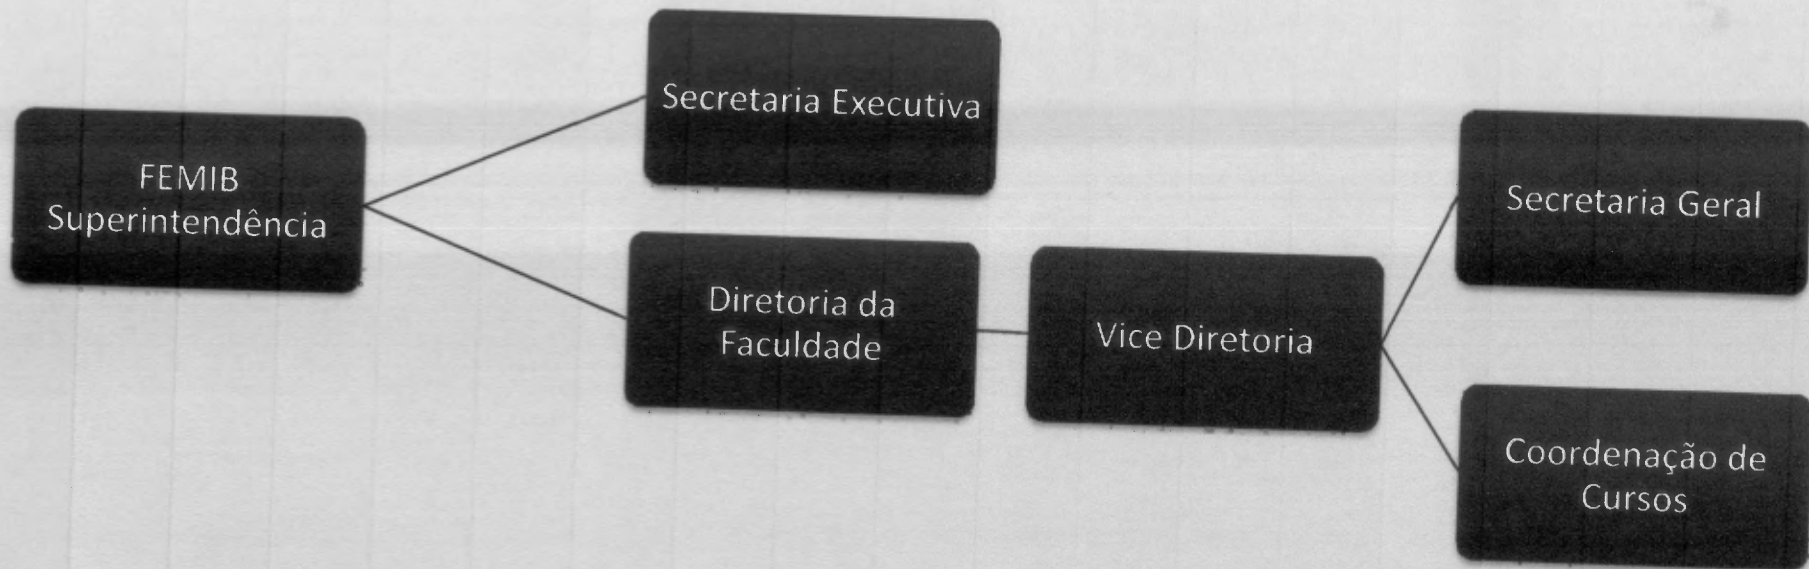 FEMIB
Superintendência
Secretaria Executiva
Diretoria da
Faculdade
Vice Diretoria
Secretaria Geral
Coordenação de
Cursos